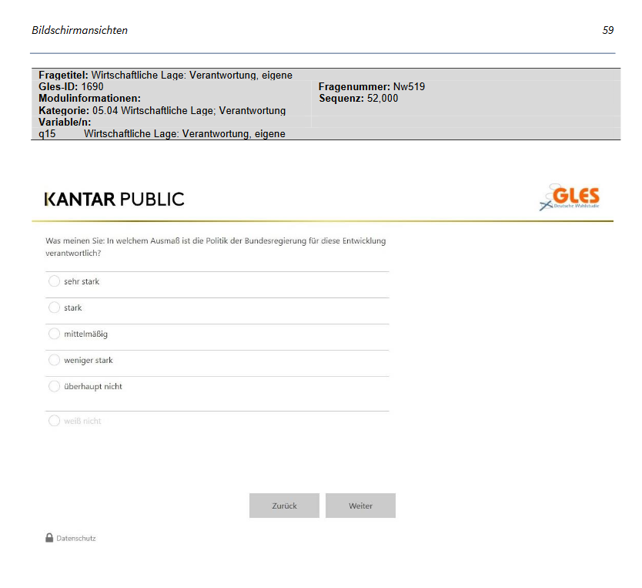 Bildschirmansichten 59
Fragetitel: Wirtschaftliche Lage: Verantwortung, eigene
Gles-ID: 1690 Fragenummer: Nw519
Modulinformationen: Sequenz: 52,000
Kategorie: 05.04 Wirtschaftliche Lage; Verantwortung
Variable/n:
q15 Wirtschaftliche Lage: Verantwortung, eigene
KANTAR PUBLIC
GLES
Deutsche Wahlstudie
Was meinen Sie: In welchem Ausmaß ist die Politik der Bundesregierung für diese Entwicklung
verantwortlich?
sehr stark
stark
mittelmäßig
weniger stark
überhaupt nicht
weiß nicht
Zurück Weiter
Datenschutz